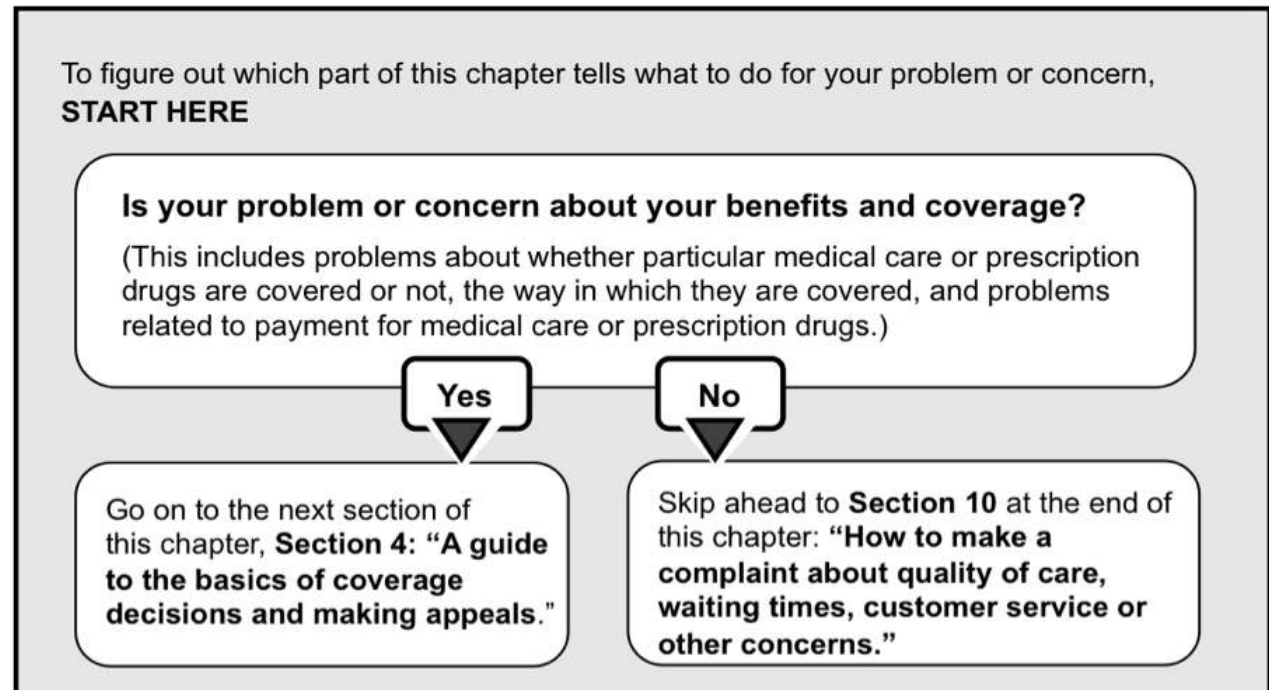 To figure out which part of this chapter tells what to do for your problem or concern,
START HERE
Is your problem or concern about your benefits and coverage?
(This includes problems about whether particular medical care or prescription
drugs are covered or not, the way in which they are covered, and problems
related to payment for medical care or prescription drugs.)
Yes
No
Go on to the next section of
this chapter, Section 4: “A guide
to the basics of coverage
decisions and making appeals.”
Skip ahead to Section 10 at the end of
this chapter: “How to make a
complaint about quality of care,
waiting times, customer service or
other concerns.”